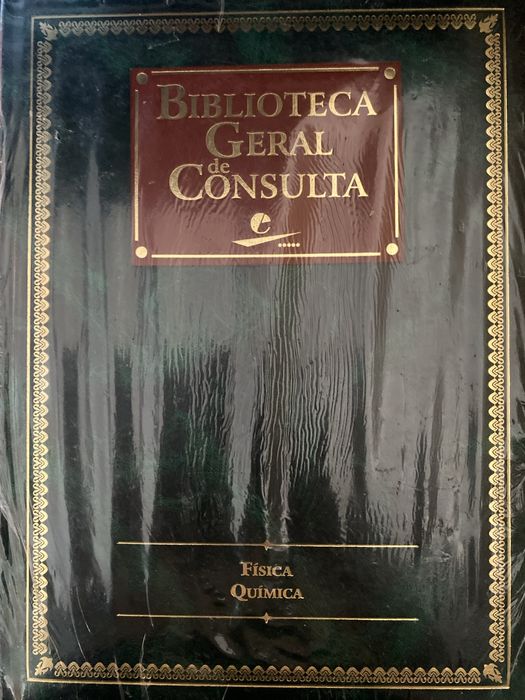 BIBLIOTECA
GERAL
de
CONSULTA
e
FÍSICA
QUÍMICA